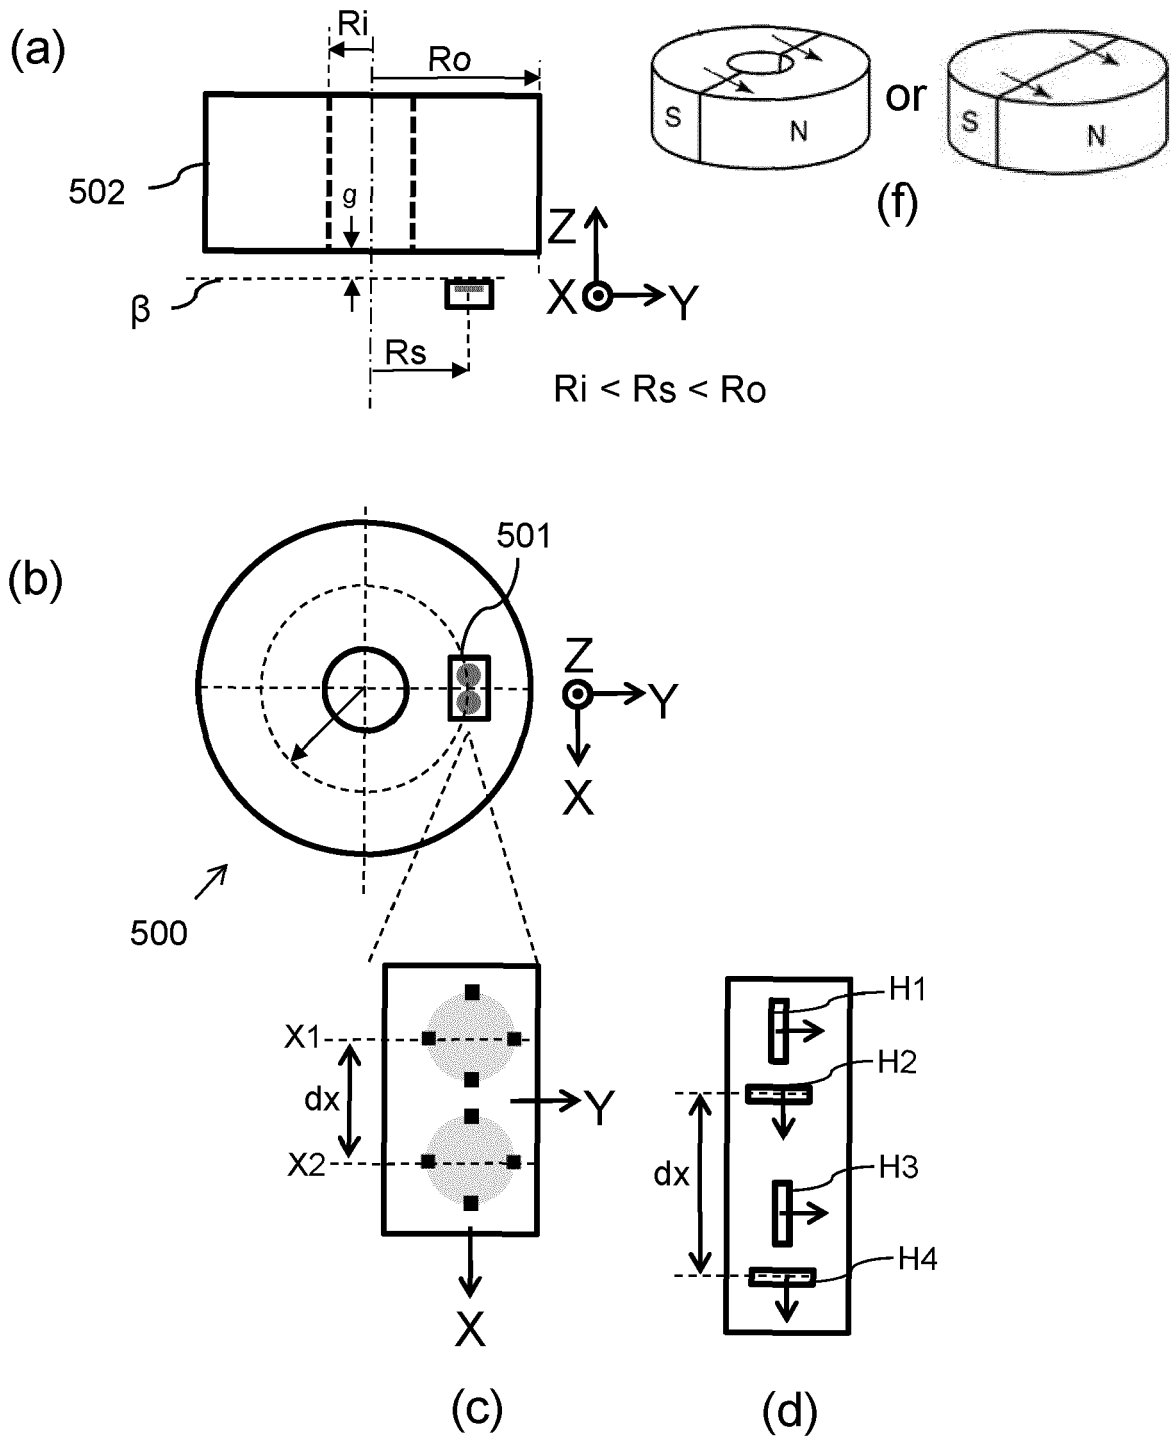 (a)
Ri
Ro
502
g
β
Rs
Z
X
Y
Ri < Rs < Ro
S
N
or
S
N
(f)
(b)
501
Z
Y
X
500
X1
dx
X2
Y
X
(c)
H1
H2
dx
H3
H4
(d)